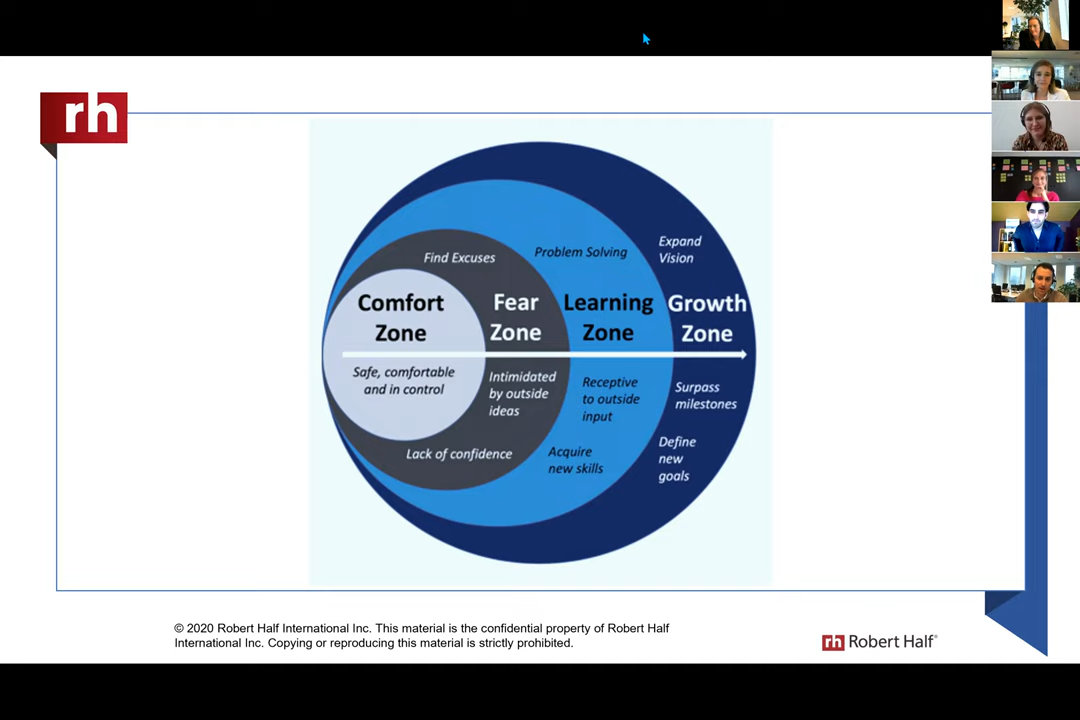 rh
Find Excuses
Problem Solving
Expand
Vision
Comfort
Zone
Fear
Zone
Learning
Zone
Growth
Zone
Safe, comfortable
and in control
Intimidated
by outside
ideas
Receptive
to outside
input
Surpass
milestones
Lack of confidence
Acquire
new skills
Define
new
goals
© 2020 Robert Half International Inc. This material is the confidential property of Robert Half
International Inc. Copying or reproducing this material is strictly prohibited.
rh Robert Half®